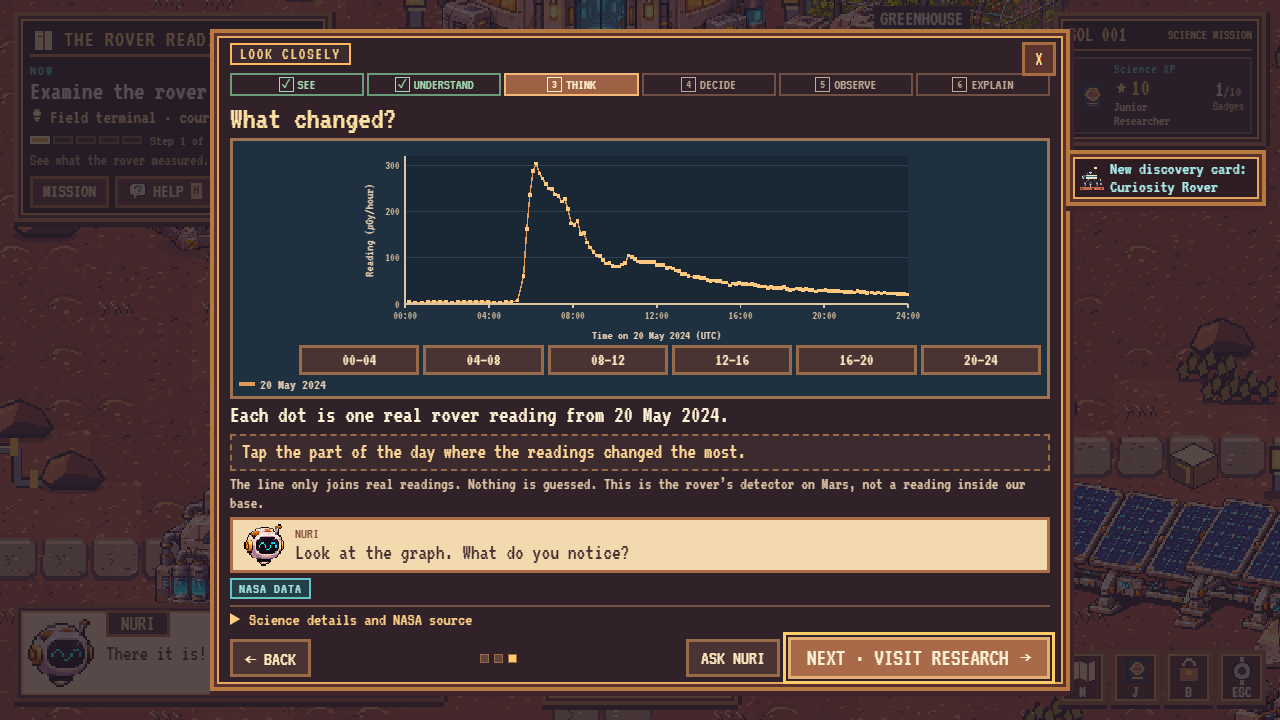 GREENHOUSE
THE ROVER READ
NOW
Examine the rover
Field terminal · cour
Step 1 of
See what the rover measured.
MISSION
HELP H
SOL 001
SCIENCE MISSION
Science XP
10
Junior
Researcher
1/10
Badges
New discovery card:
Curiosity Rover
LOOK CLOSELY
X
SEE
UNDERSTAND
3 THINK
4 DECIDE
5 OBSERVE
6 EXPLAIN
What changed?
Reading (µGy/hour)
300
200
100
0
00:00 04:00 08:00 12:00 16:00 20:00 24:00
Time on 20 May 2024 (UTC)
00–04 04–08 08–12 12–16 16–20 20–24
20 May 2024
Each dot is one real rover reading from 20 May 2024.
Tap the part of the day where the readings changed the most.
The line only joins real readings. Nothing is guessed. This is the rover's detector on Mars, not a reading inside our
base.
NURI
Look at the graph. What do you notice?
NASA DATA
Science details and NASA source
← BACK
ASK NURI
NEXT · VISIT RESEARCH →
NURI
There it is!
M
J
B
ESC